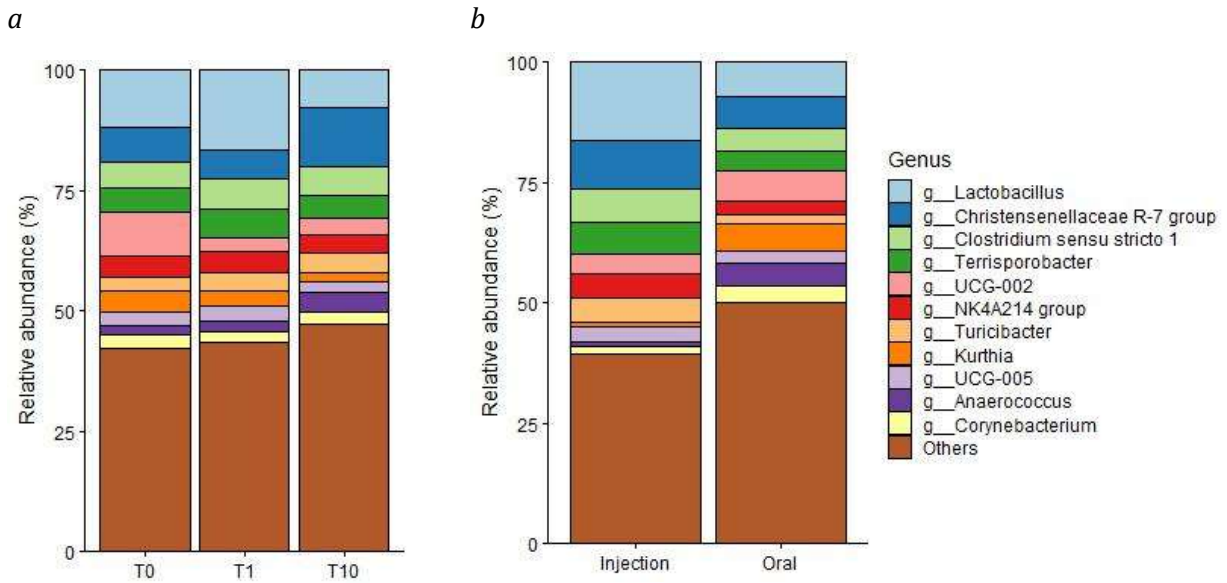 a
b
100
75
50
25
0
Relative abundance (%)
T0
T1
T10
100
75
50
25
0
Relative abundance (%)
Injection
Oral
Genus
g__Lactobacillus
g__Christensenellaceae R-7 group
g__Clostridium sensu stricto 1
g__Terrisporobacter
g__UCG-002
g__NK4A214 group
g__Turicibacter
g__Kurthia
g__UCG-005
g__Anaerococcus
g__Corynebacterium
Others